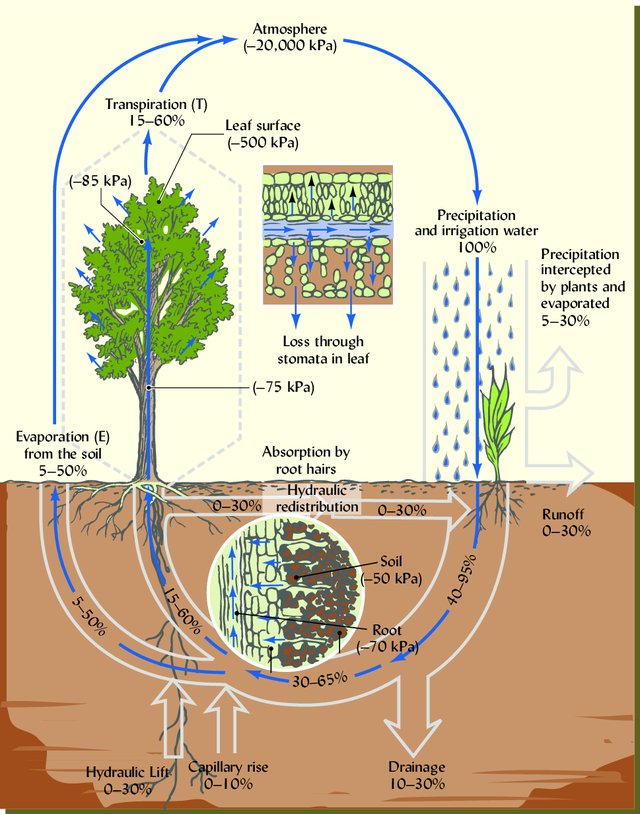 Atmosphere
(–20,000 kPa)
Transpiration (T)
15–60%
Leaf surface
(–500 kPa)
(–85 kPa)
Precipitation
and irrigation water
100%
Precipitation
intercepted
by plants and
evaporated
5–30%
Loss through
stomata in leaf
(–75 kPa)
Evaporation (E)
from the soil
5–50%
Absorption by
root hairs
Hydraulic
redistribution
0–30%
0–30%
Runoff
0–30%
Soil
(–50 kPa)
Root
(–70 kPa)
5–50%
15–60%
40–95%
30–65%
Hydraulic Lift
0–30%
Capillary rise
0–10%
Drainage
10–30%